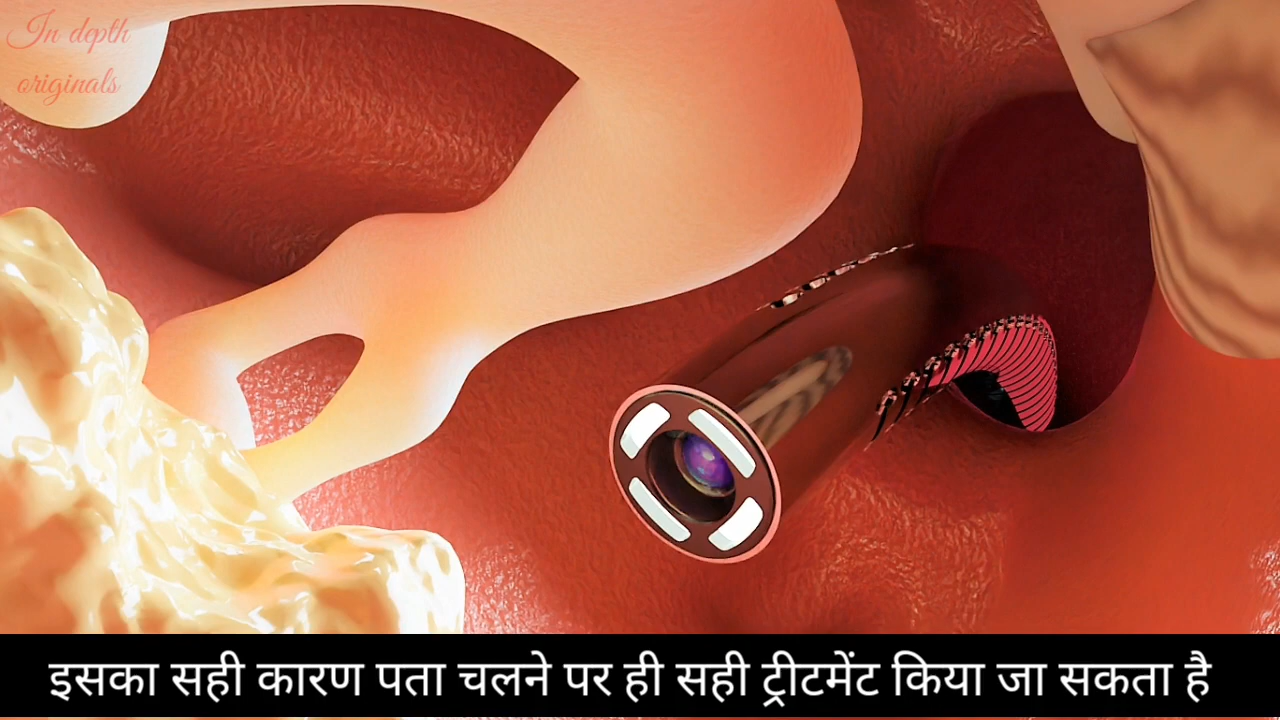 In depth
originals
इसका सही कारण पता चलने पर ही सही ट्रीटमेंट किया जा सकता है